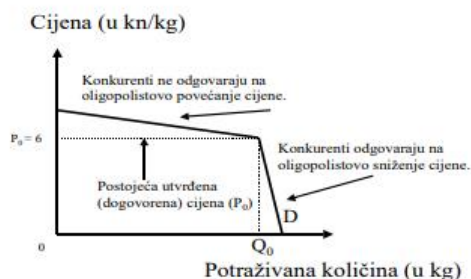 Cijena (u kn/kg)
Konkurenti ne odgovaraju na
oligopolistovo povećanje cijene.
P₀ = 6
Konkurenti odgovaraju na
oligopolistovo sniženje cijene.
Postojeća utvrđena
(dogovorena) cijena (P₀)
D
0
Q₀
Potraživana količina (u kg)